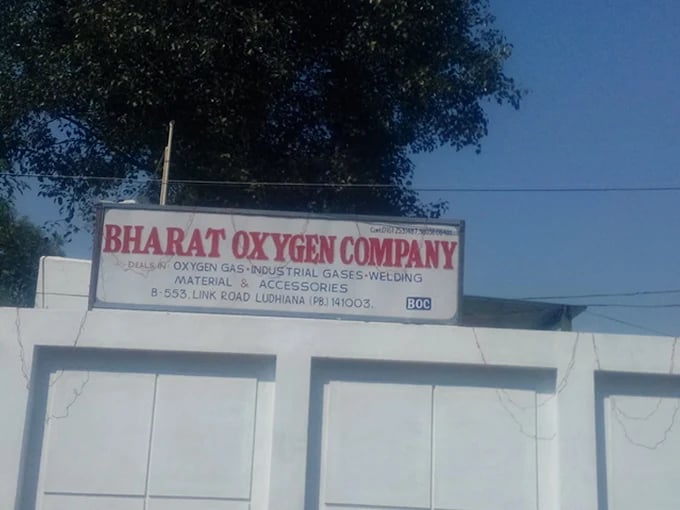 BHARAT OXYGEN COMPANY
DEALS IN:- OXYGEN GAS•INDUSTRIAL GASES•WELDING
MATERIAL & ACCESSORIES
B-553, LINK ROAD LUDHIANA (PB.) 141003.
BOC